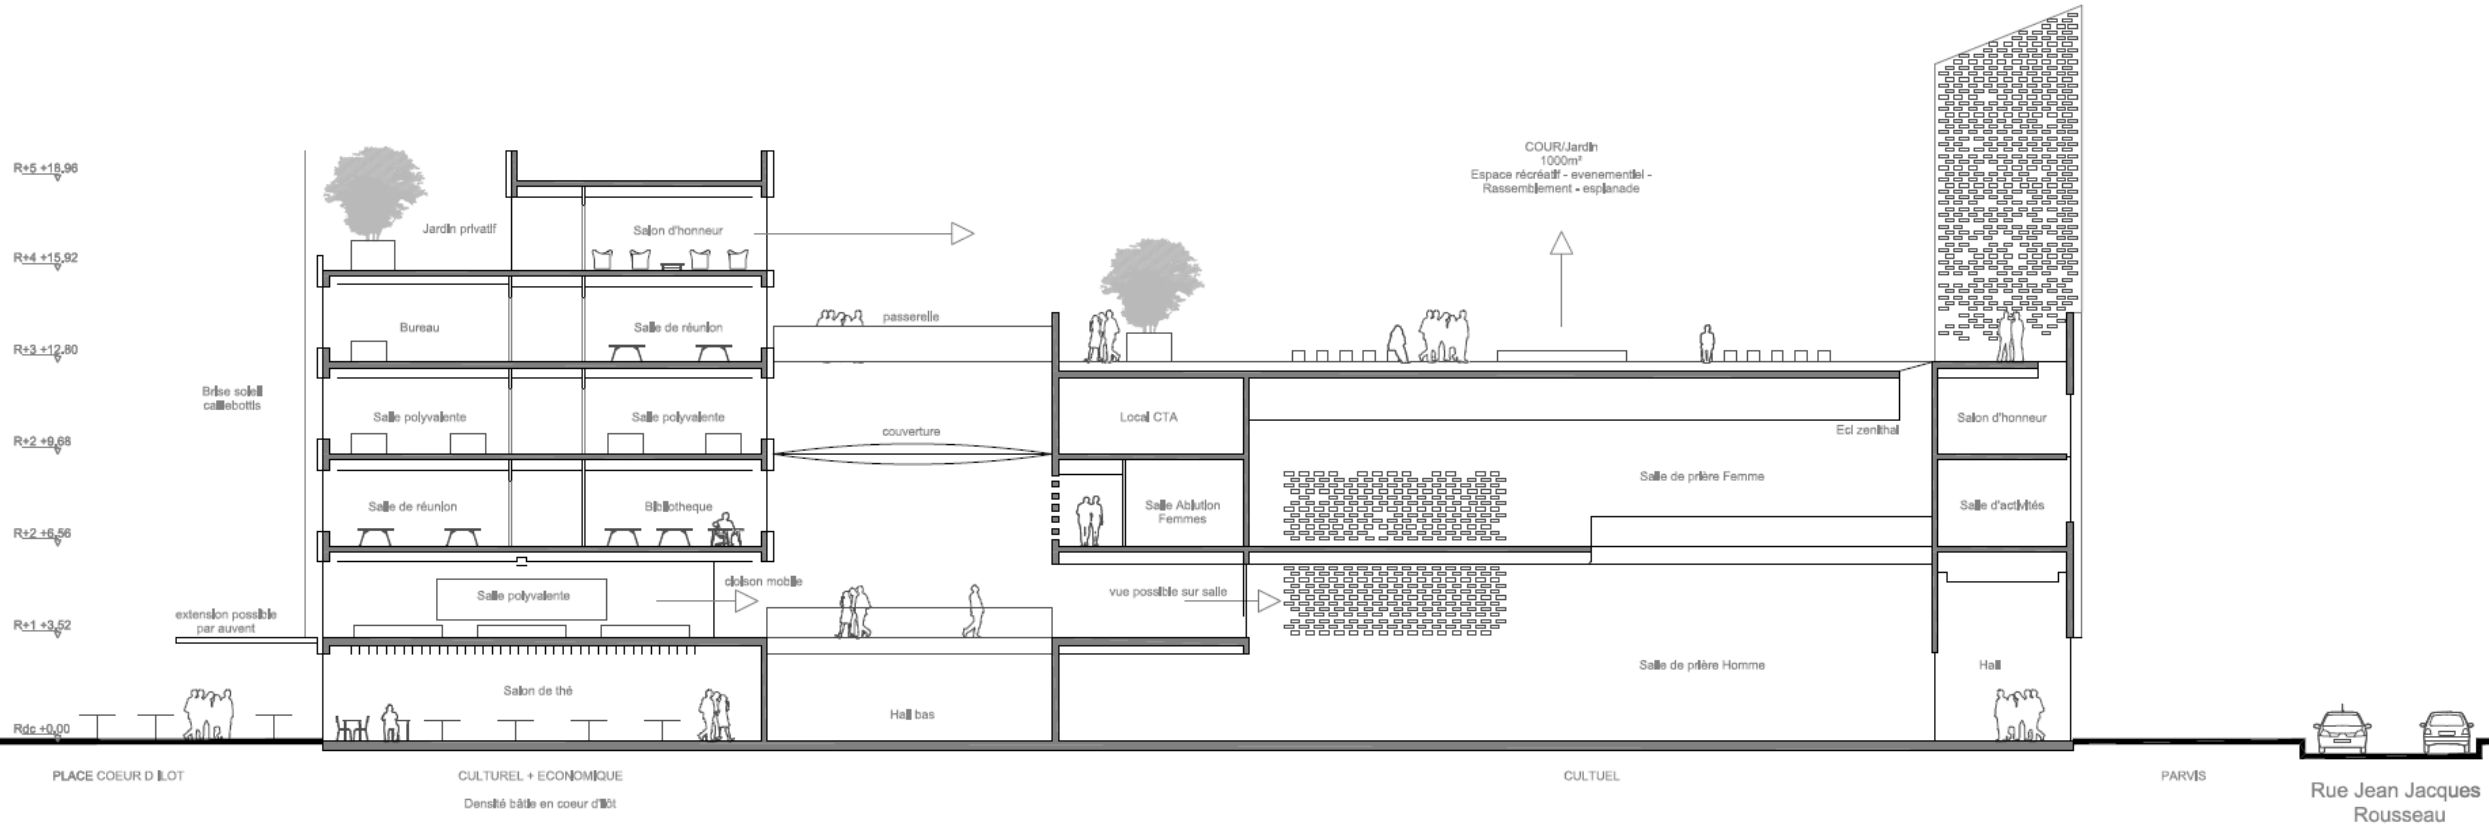 COUR/Jardin
1000m²
Espace récréatif - evenementiel -
Rassemblement - esplanade
R+5 +18,96
Jardin privatif
Salon d'honneur
R+4 +15,92
Bureau
Salle de réunion
passerelle
R+3 +12,80
Brise soleil
caillebottis
Salle polyvalente
Salle polyvalente
Local CTA
Salon d'honneur
couverture
Ecl zenithal
R+2 +9,68
Salle de prière Femme
Salle de réunion
Bibliotheque
Salle Ablution
Femmes
Salle d'activités
R+2 +6,56
cloison mobile
Salle polyvalente
vue possible sur salle
extension possible
par auvent
R+1 +3,52
Salle de prière Homme
Hall
Salon de thé
Hall bas
Rdc +0,00
PLACE COEUR D ILOT
CULTUREL + ECONOMIQUE
CULTUEL
PARVIS
Densité bâtie en coeur d'îlôt
Rue Jean Jacques
Rousseau